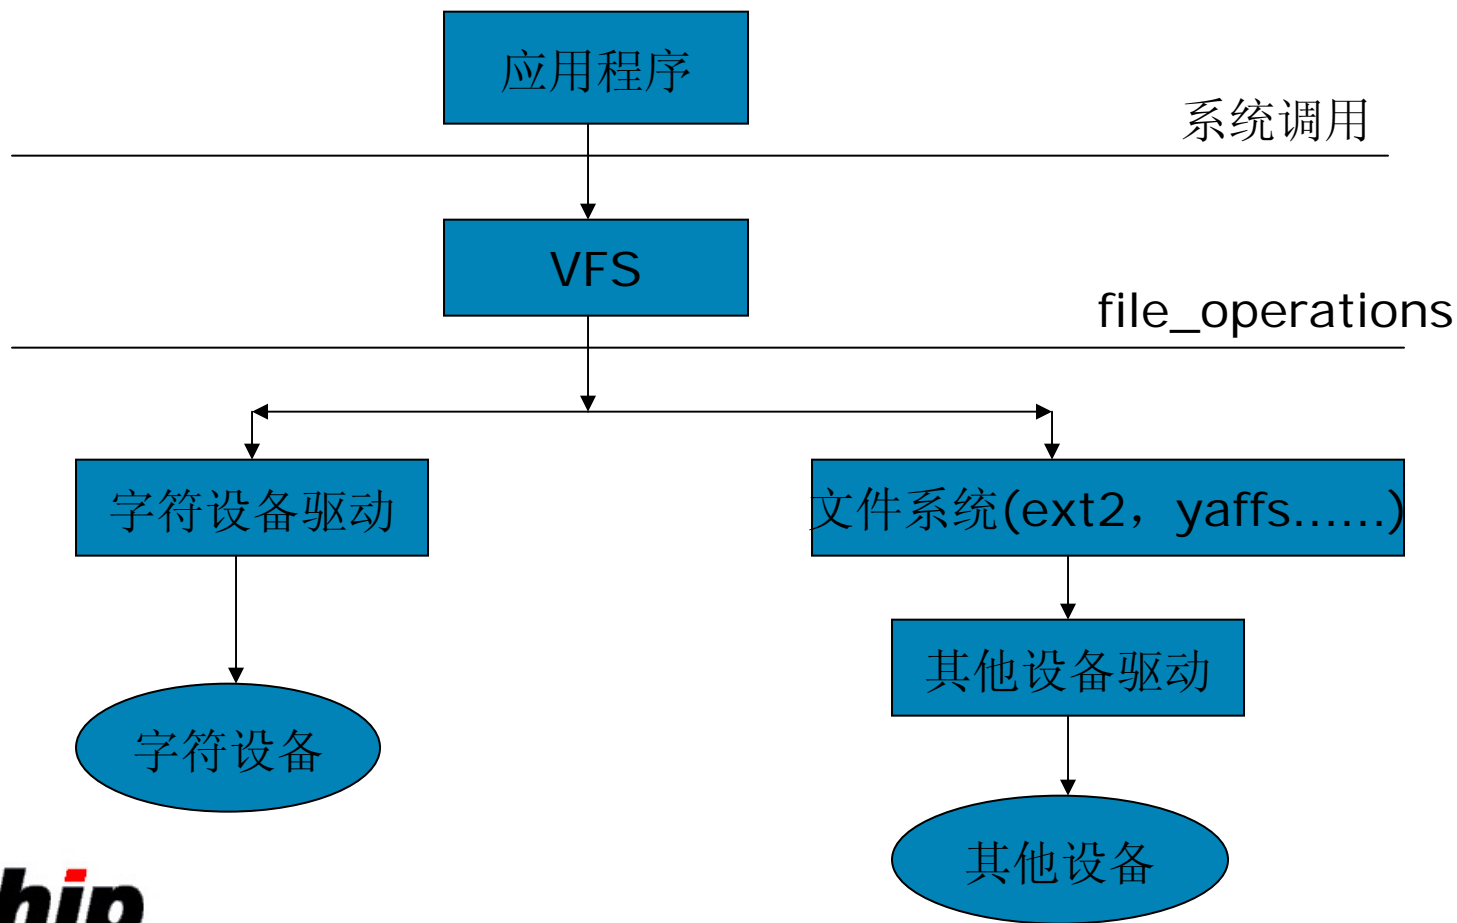 应用程序
系统调用
VFS
file_operations
字符设备驱动
文件系统(ext2，yaffs……)
其他设备驱动
字符设备
其他设备
hip